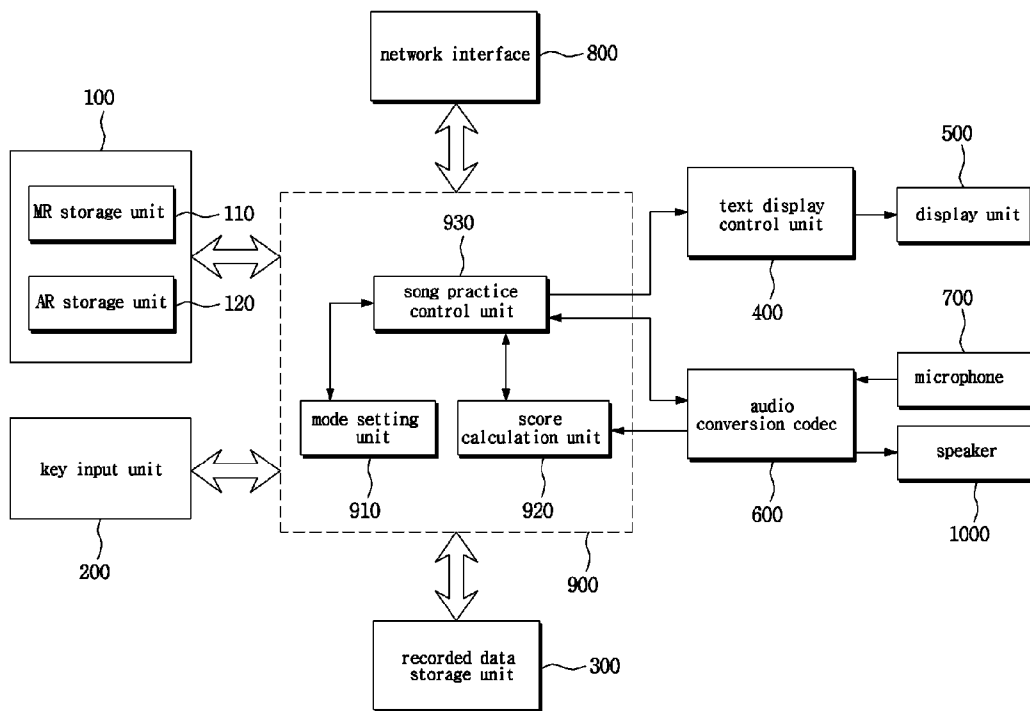 network interface
800
100
MR storage unit
110
AR storage unit
120
key input unit
200
930
song practice
control unit
mode setting
unit
910
score
calculation unit
920
900
recorded data
storage unit
300
text display
control unit
400
500
display unit
700
microphone
audio
conversion codec
600
speaker
1000